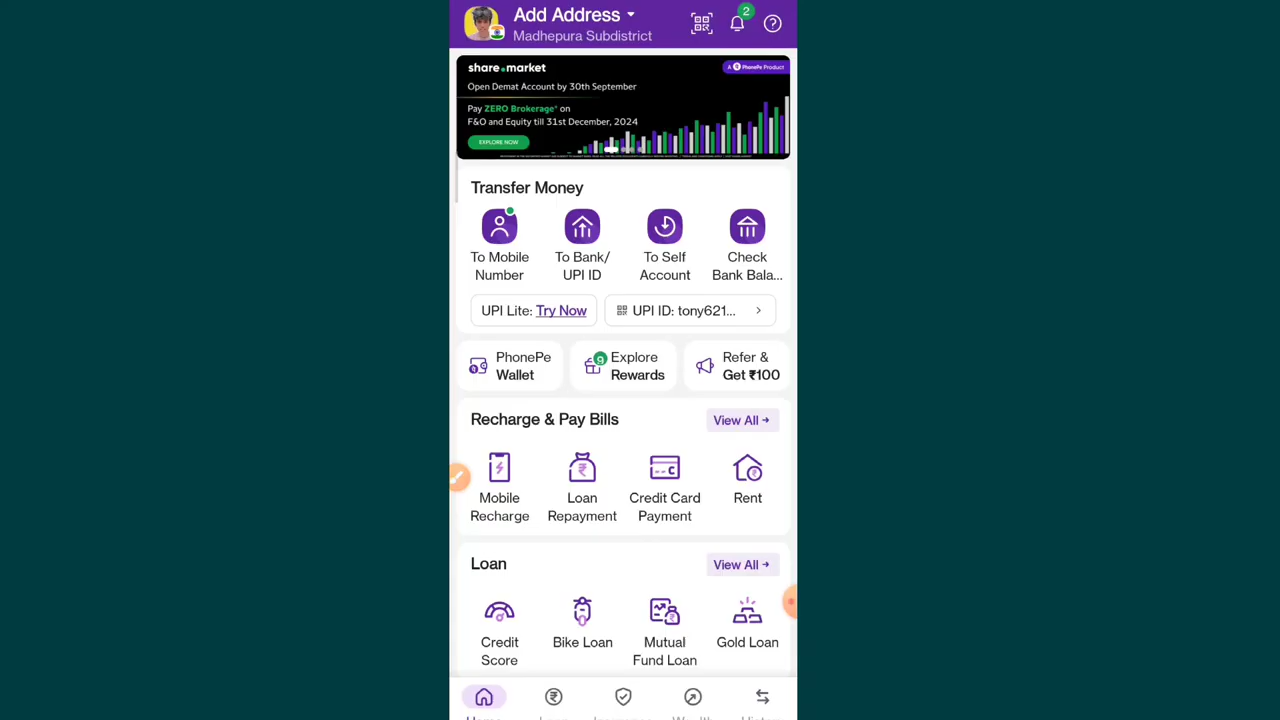 Add Address
Madhepura Subdistrict
2
share.market
A PhonePe Product
Open Demat Account by 30th September
Pay ZERO Brokerage* on
F&O and Equity till 31st December, 2024
EXPLORE NOW
Transfer Money
To Mobile Number
To Bank/ UPI ID
To Self Account
Check Bank Bala...
UPI Lite: Try Now
UPI ID: tony621...
PhonePe Wallet
9
Explore Rewards
Refer & Get ₹100
Recharge & Pay Bills
View All
Mobile Recharge
Loan Repayment
Credit Card Payment
Rent
Loan
View All
Credit Score
Bike Loan
Mutual Fund Loan
Gold Loan